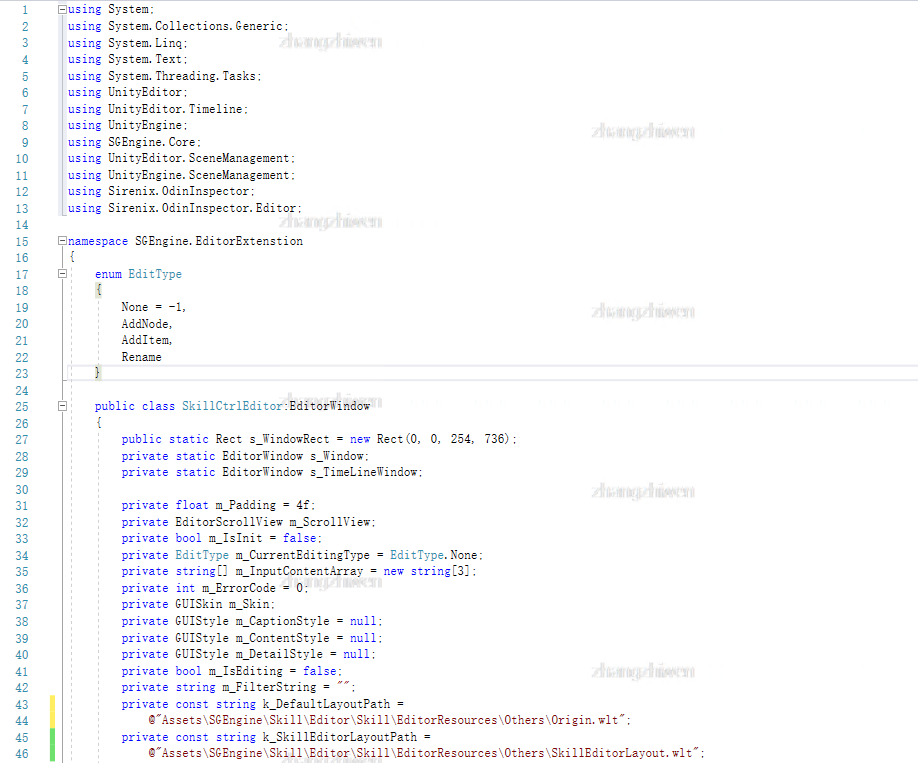 1 using System;
2 using System.Collections.Generic;
3 using System.Linq;
4 using System.Text;
5 using System.Threading.Tasks;
6 using UnityEditor;
7 using UnityEditor.Timeline;
8 using UnityEngine;
9 using SGEngine.Core;
10 using UnityEditor.SceneManagement;
11 using UnityEngine.SceneManagement;
12 using Sirenix.OdinInspector;
13 using Sirenix.OdinInspector.Editor;
14
15 namespace SGEngine.EditorExtenstion
16 {
17 enum EditType
18 {
19 None = -1,
20 AddNode,
21 AddItem,
22 Rename
23 }
24
25 public class SkillCtrlEditor:EditorWindow
26 {
27 public static Rect s_WindowRect = new Rect(0, 0, 254, 736);
28 private static EditorWindow s_Window;
29 private static EditorWindow s_TimeLineWindow;
30
31 private float m_Padding = 4f;
32 private EditorScrollView m_ScrollView;
33 private bool m_IsInit = false;
34 private EditType m_CurrentEditingType = EditType.None;
35 private string[] m_InputContentArray = new string[3];
36 private int m_ErrorCode = 0;
37 private GUISkin m_Skin;
38 private GUIStyle m_CaptionStyle = null;
39 private GUIStyle m_ContentStyle = null;
40 private GUIStyle m_DetailStyle = null;
41 private bool m_IsEditing = false;
42 private string m_FilterString = "";
43 private const string k_DefaultLayoutPath =
44 @"Assets\SGEngine\Skill\Editor\Skill\EditorResources\Others\Origin.wlt";
45 private const string k_SkillEditorLayoutPath =
46 @"Assets\SGEngine\Skill\Editor\Skill\EditorResources\Others\SkillEditorLayout.wlt";